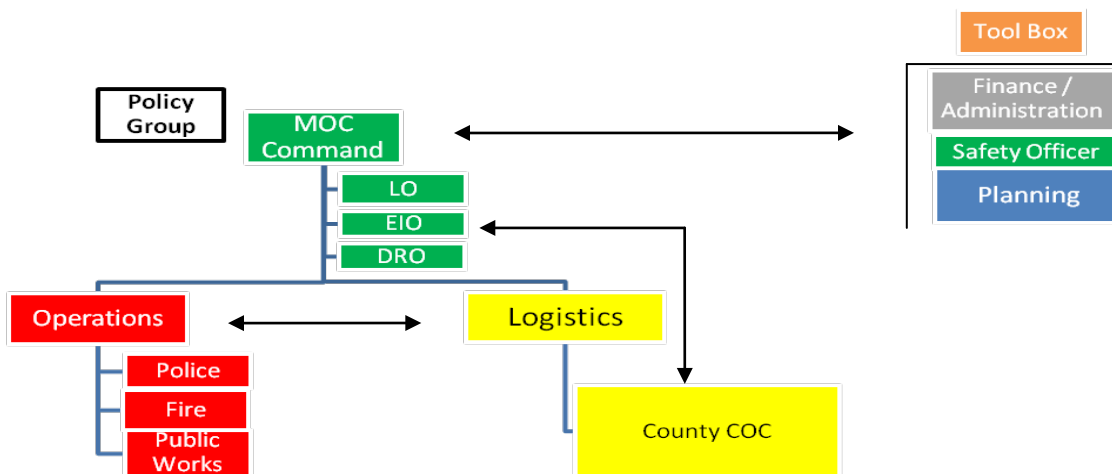 Tool Box
Policy
Group
Finance /
Administration
MOC
Command
Safety Officer
LO
Planning
EIO
DRO
Operations
Logistics
Police
Fire
Public
Works
County COC